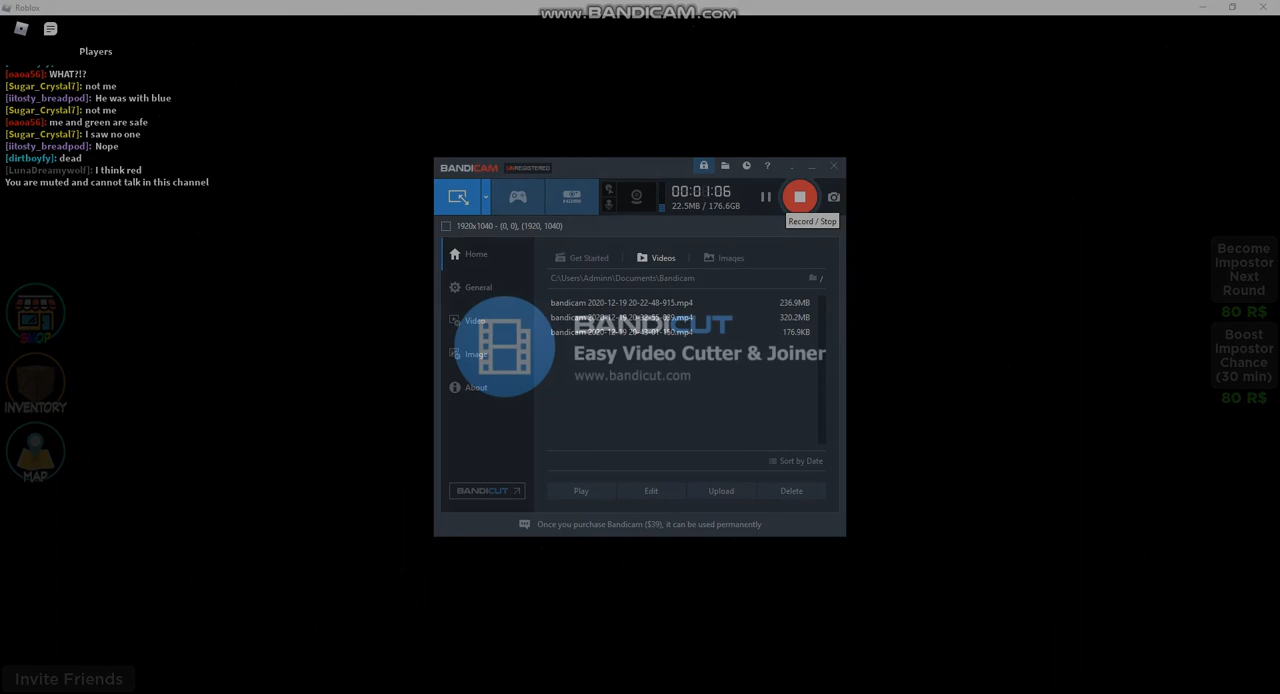 Roblox
www.BANDICAM.com
Players
[oaoa56]: WHAT?!?
[Sugar_Crystal7]: not me
[iitosty_breadpod]: He was with blue
[Sugar_Crystal7]: not me
[oaoa56]: me and green are safe
[Sugar_Crystal7]: I saw no one
[iitosty_breadpod]: Nope
[dirtboyfy]: dead
[LunaDreamywolf]: I think red
You are muted and cannot talk in this channel
SHOP
INVENTORY
MAP
Invite Friends
BANDICAM UNREGISTERED
00:01:06
22.5MB / 176.6GB
Record / Stop
1920x1040 - (0, 0), (1920, 1040)
Home
General
Video
Image
About
BANDICUT
Get Started
Videos
Images
C:\Users\Adminn\Documents\Bandicam
bandicam 2020-12-19 20-22-48-915.mp4 236.9MB
320.2MB
176.9KB
BANDICUT
Easy Video Cutter & Joiner
www.bandicut.com
Sort by Date
Play Edit Upload Delete
Once you purchase Bandicam ($39), it can be used permanently
Become
Impostor
Next
Round
80 R$
Boost
Impostor
Chance
(30 min)
80 R$